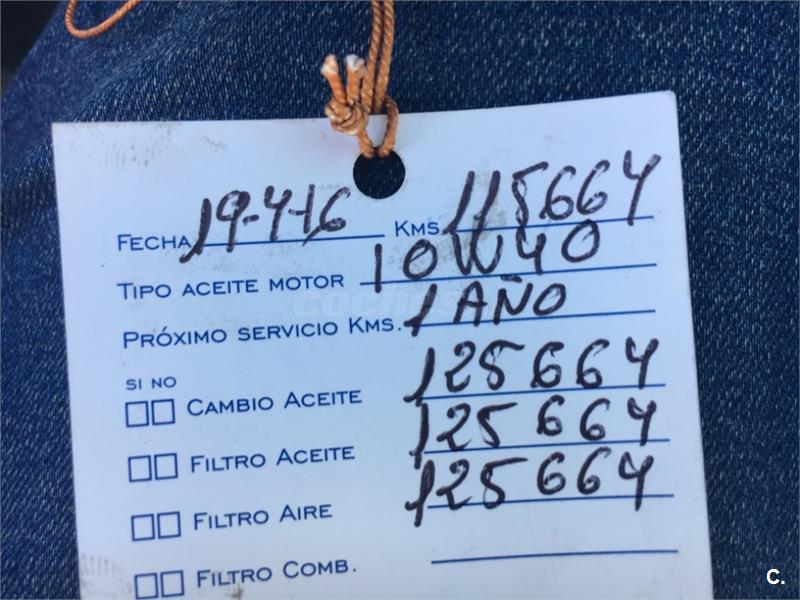 FECHA 19-4-16 KMS. 115664
TIPO ACEITE MOTOR 10W40
PRÓXIMO SERVICIO KMS. 1 AÑO
SI NO
CAMBIO ACEITE 125664
FILTRO ACEITE 125664
FILTRO AIRE 125664
FILTRO COMB.
coches
C.